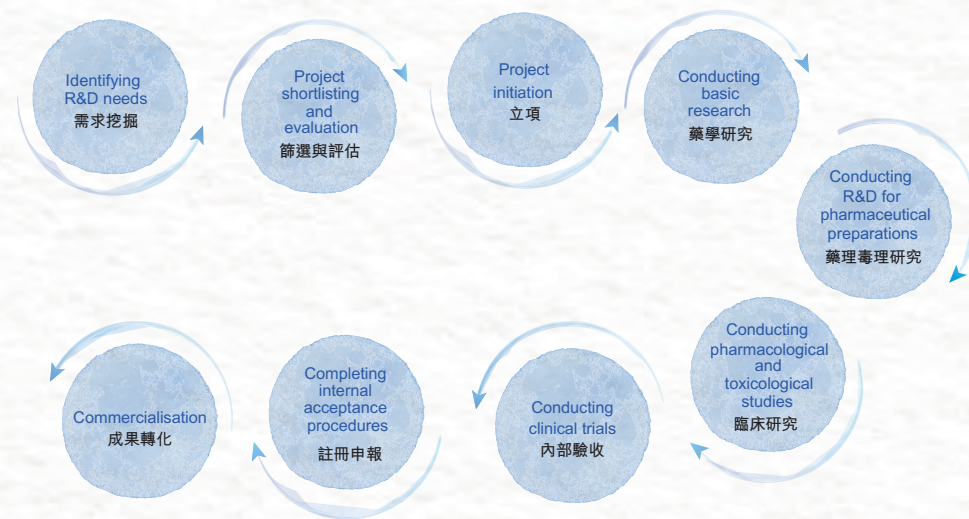 Identifying
R&D needs
需求挖掘
Project
shortlisting
and
evaluation
篩選與評估
Project
initiation
立項
Conducting
basic
research
藥學研究
Conducting
R&D for
pharmaceutical
preparations
藥理毒理研究
Conducting
pharmacological
and
toxicological
studies
臨床研究
Conducting
clinical trials
內部驗收
Completing
internal
acceptance
procedures
註冊申報
Commercialisation
成果轉化